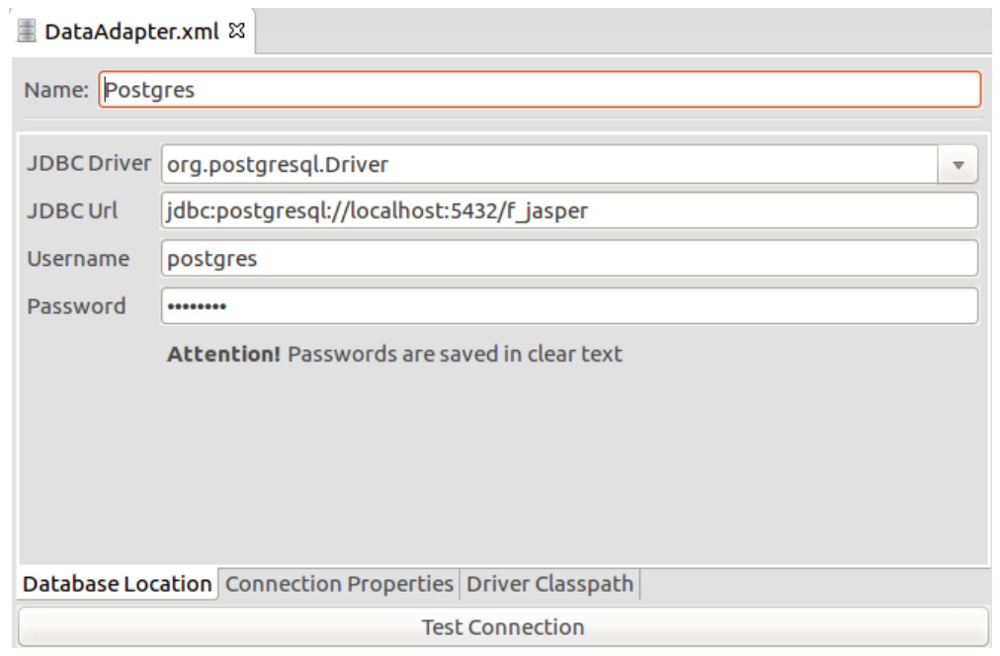 DataAdapter.xml
Name: Postgres
JDBC Driver org.postgresql.Driver
JDBC Url jdbc:postgresql://localhost:5432/f_jasper
Username postgres
Password ••••••••
Attention! Passwords are saved in clear text
Database Location Connection Properties Driver Classpath
Test Connection